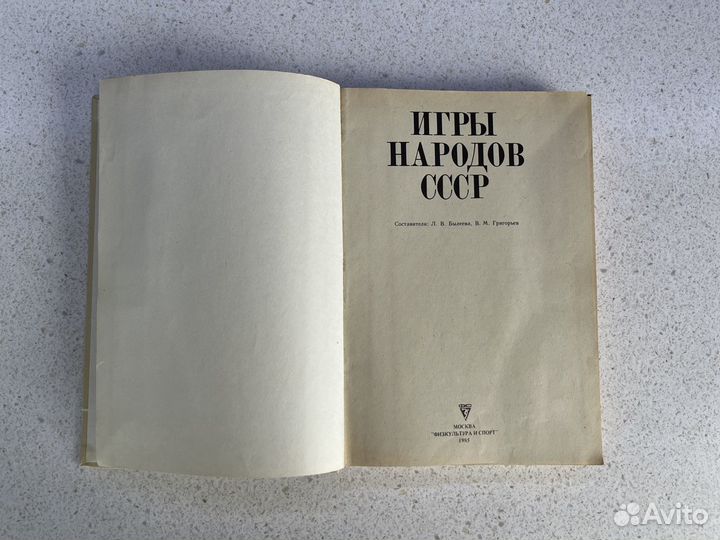 ИГРЫ
НАРОДОВ
СССР
Составители: Л. В. Былеева, В. М. Григорьев
МОСКВА
"ФИЗКУЛЬТУРА И СПОРТ"
1985
Avito